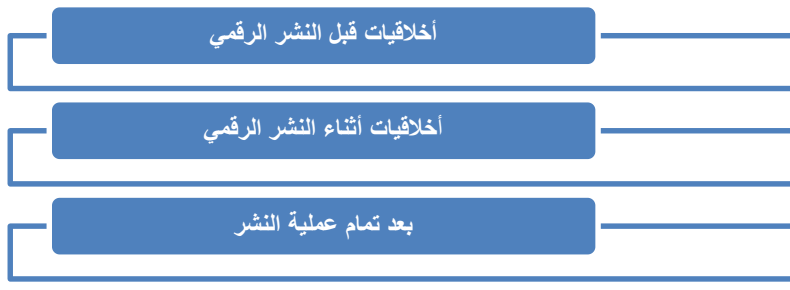 أخلاقيات قبل النشر الرقمي
أخلاقيات أثناء النشر الرقمي
بعد تمام عملية النشر